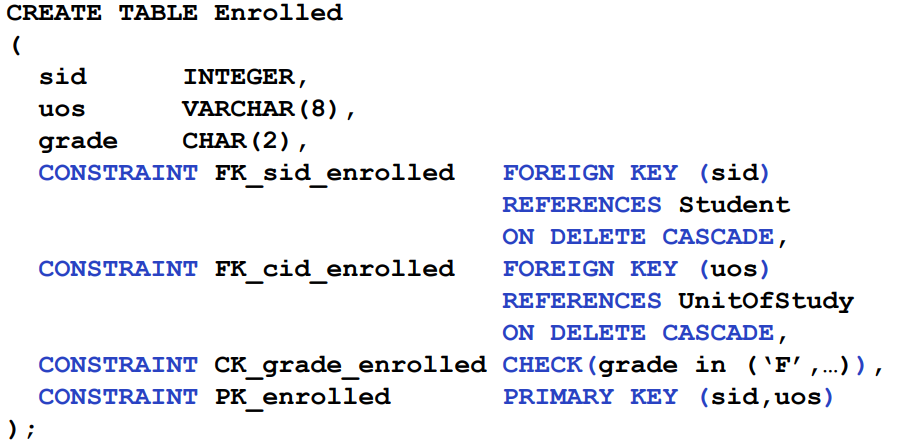 CREATE TABLE Enrolled
(
sid INTEGER,
uos VARCHAR(8),
grade CHAR(2),
CONSTRAINT FK_sid_enrolled FOREIGN KEY (sid)
REFERENCES Student
ON DELETE CASCADE,
CONSTRAINT FK_cid_enrolled FOREIGN KEY (uos)
REFERENCES UnitOfStudy
ON DELETE CASCADE,
CONSTRAINT CK_grade_enrolled CHECK(grade in (‘F’,…)),
CONSTRAINT PK_enrolled PRIMARY KEY (sid,uos)
);